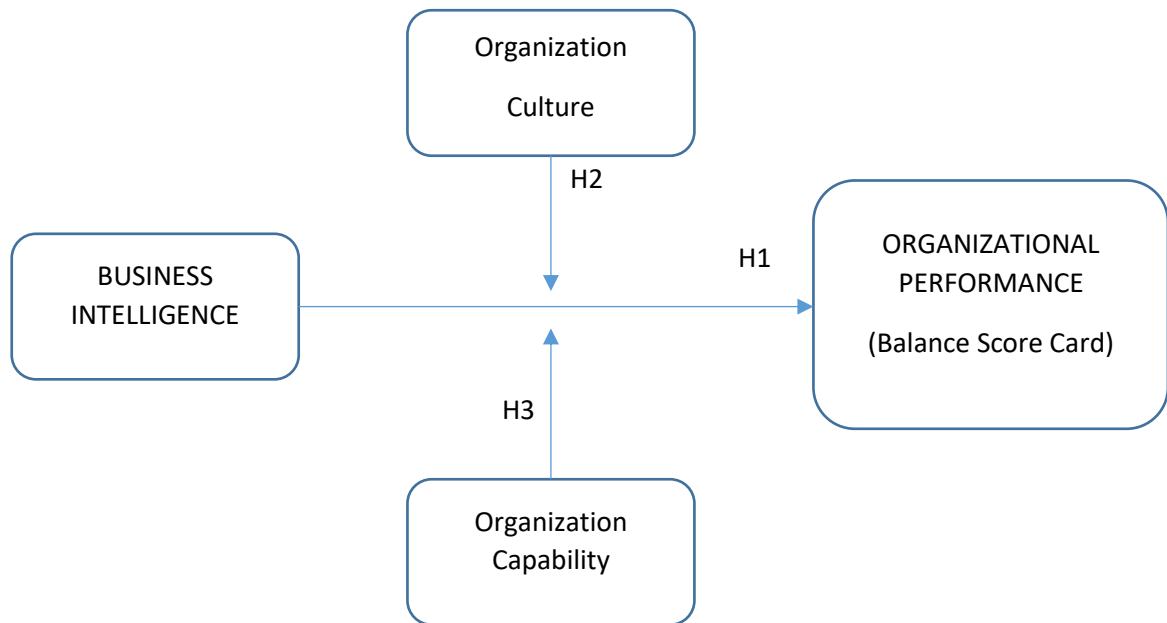 Organization
Culture
H2
BUSINESS
INTELLIGENCE
H1
ORGANIZATIONAL
PERFORMANCE
(Balance Score Card)
H3
Organization
Capability